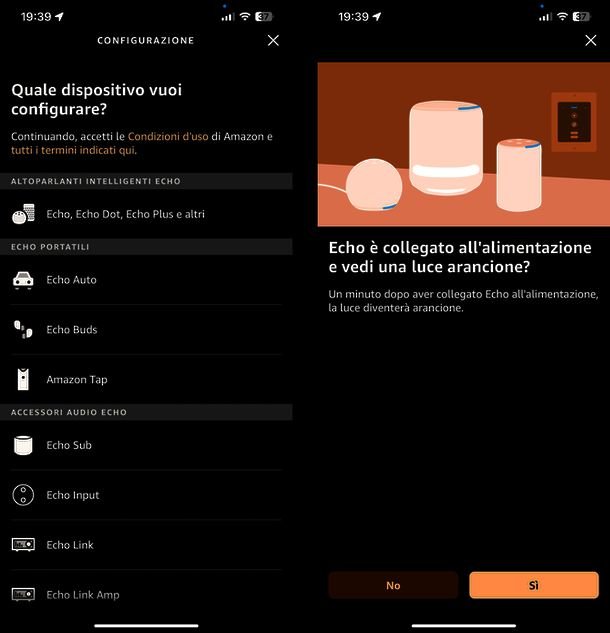 19:39
37
CONFIGURAZIONE
Quale dispositivo vuoi
configurare?
Continuando, accetti le Condizioni d'uso di Amazon e
tutti i termini indicati qui.
ALTOPARLANTI INTELLIGENTI ECHO
Echo, Echo Dot, Echo Plus e altri
ECHO PORTATILI
Echo Auto
Echo Buds
Amazon Tap
ACCESSORI AUDIO ECHO
Echo Sub
Echo Input
Echo Link
Echo Link Amp
19:39
37
Echo è collegato all'alimentazione
e vedi una luce arancione?
Un minuto dopo aver collegato Echo all'alimentazione,
la luce diventerà arancione.
No
Sì